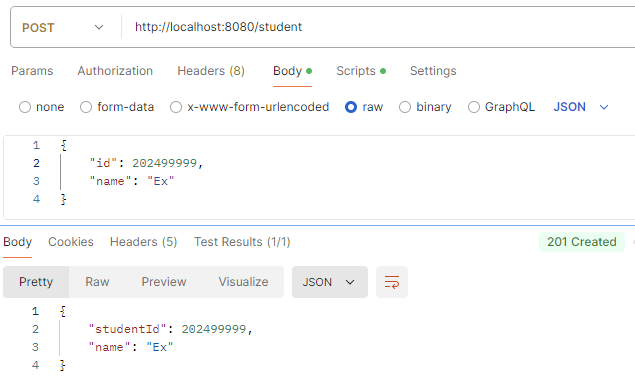 POST http://localhost:8080/student
Params Authorization Headers (8) Body Scripts Settings
none form-data x-www-form-urlencoded raw binary GraphQL JSON
1 {
2 "id": 202499999,
3 "name": "Ex"
4 }
Body Cookies Headers (5) Test Results (1/1) 201 Created
Pretty Raw Preview Visualize JSON
1 {
2 "studentId": 202499999,
3 "name": "Ex"
4 }